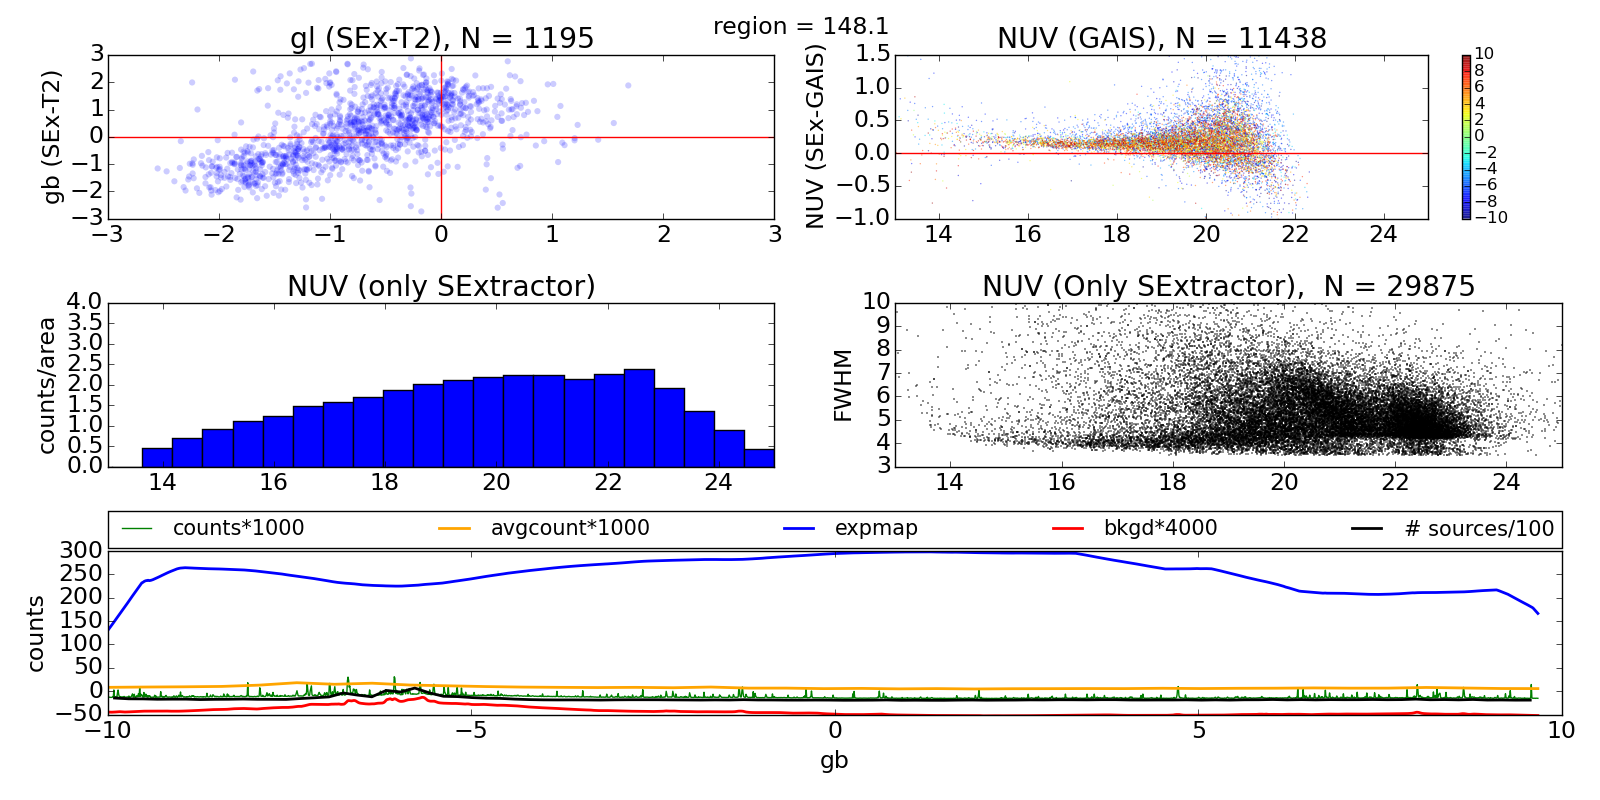 region = 148.1
gl (SEx-T2), N = 1195
gb (SEx-T2)
3
2
1
0
−1
−2
−3
−3 −2 −1 0 1 2 3
NUV (GAIS), N = 11438
NUV (SEx-GAIS)
1.5
1.0
0.5
0.0
−0.5
−1.0
14 16 18 20 22 24
10
8
6
4
2
0
−2
−4
−6
−8
−10
NUV (only SExtractor)
counts/area
4.0
3.5
3.0
2.5
2.0
1.5
1.0
0.5
0.0
14 16 18 20 22 24
NUV (Only SExtractor),  N = 29875
FWHM
10
9
8
7
6
5
4
3
14 16 18 20 22 24
counts*1000 avgcount*1000 expmap bkgd*4000 # sources/100
counts
300
250
200
150
100
50
0
−50
−10 −5 0 5 10
gb